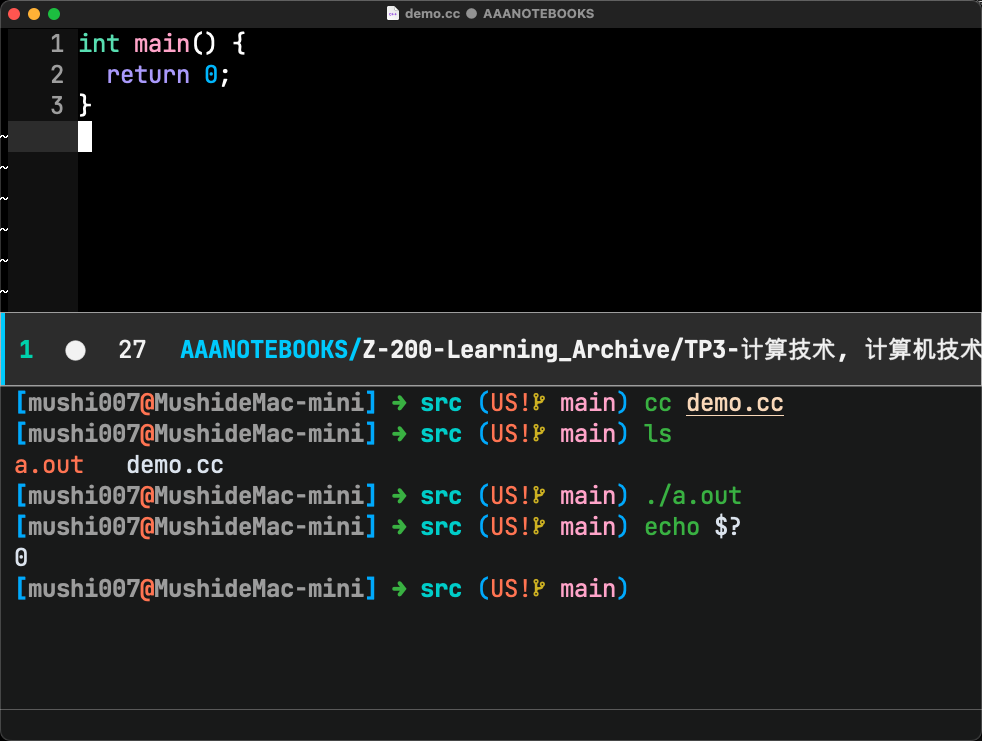 demo.cc ● AAANOTEBOOKS
1 int main() {
2   return 0;
3 }
~
~
~
~
~
~
1 ● 27 AAANOTEBOOKS/Z-200-Learning_Archive/TP3-计算技术, 计算机技术
[mushi007@MushideMac-mini] → src (US! main) cc demo.cc
[mushi007@MushideMac-mini] → src (US! main) ls
a.out   demo.cc
[mushi007@MushideMac-mini] → src (US! main) ./a.out
[mushi007@MushideMac-mini] → src (US! main) echo $?
0
[mushi007@MushideMac-mini] → src (US! main)